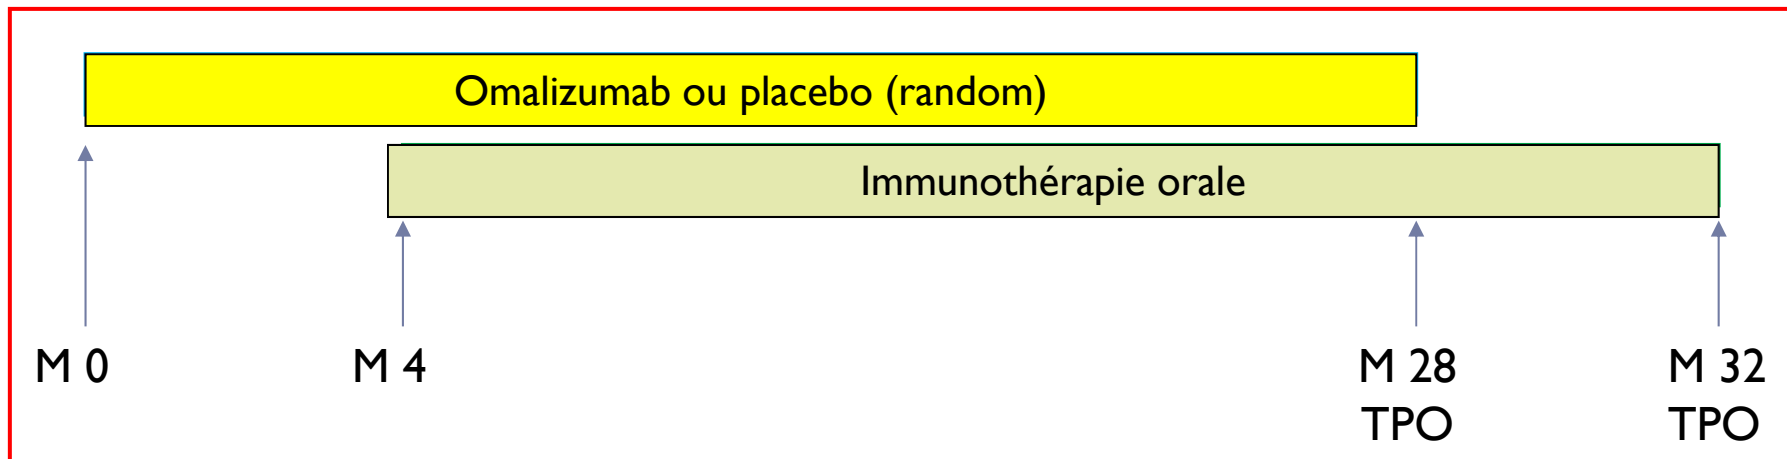 Omalizumab ou placebo (random)
Immunothérapie orale
M 0
M 4
M 28
TPO
M 32
TPO